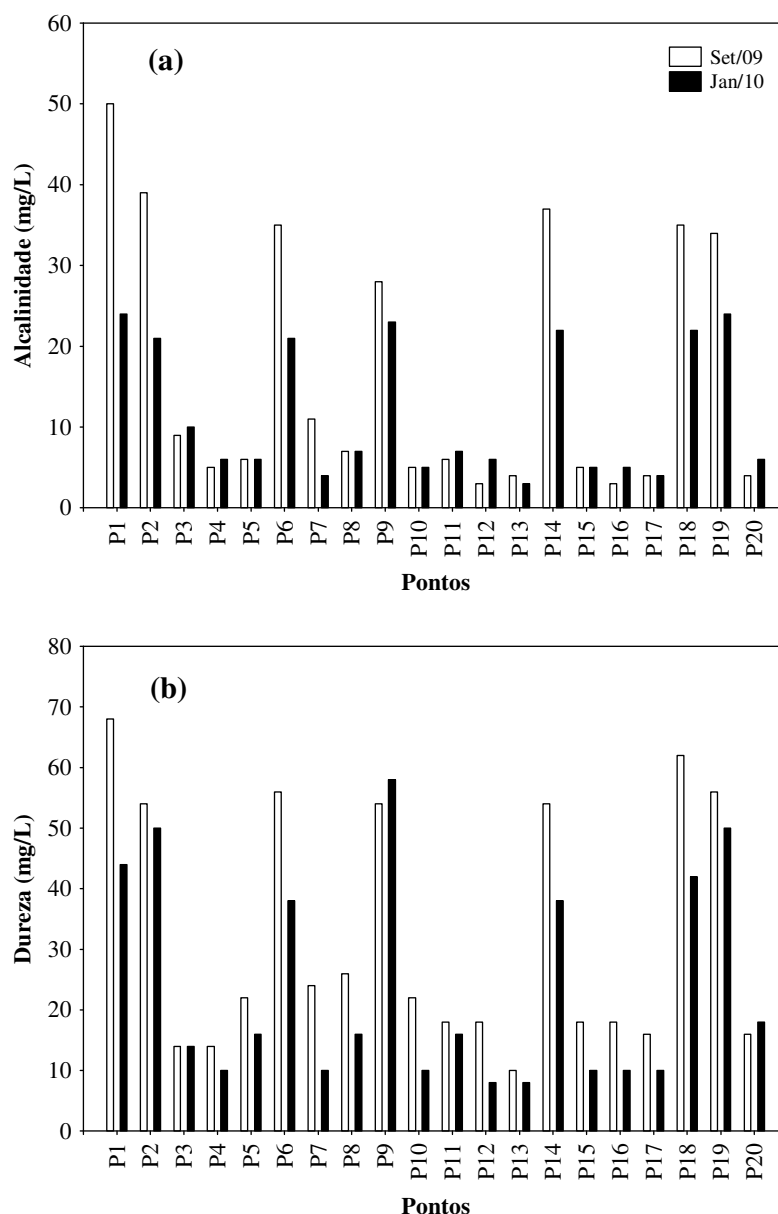 (a)
Set/09
Jan/10
Alcalinidade (mg/L)
60
50
40
30
20
10
0
P1 P2 P3 P4 P5 P6 P7 P8 P9 P10 P11 P12 P13 P14 P15 P16 P17 P18 P19 P20
Pontos
(b)
Dureza (mg/L)
80
70
60
50
40
30
20
10
0
P1 P2 P3 P4 P5 P6 P7 P8 P9 P10 P11 P12 P13 P14 P15 P16 P17 P18 P19 P20
Pontos